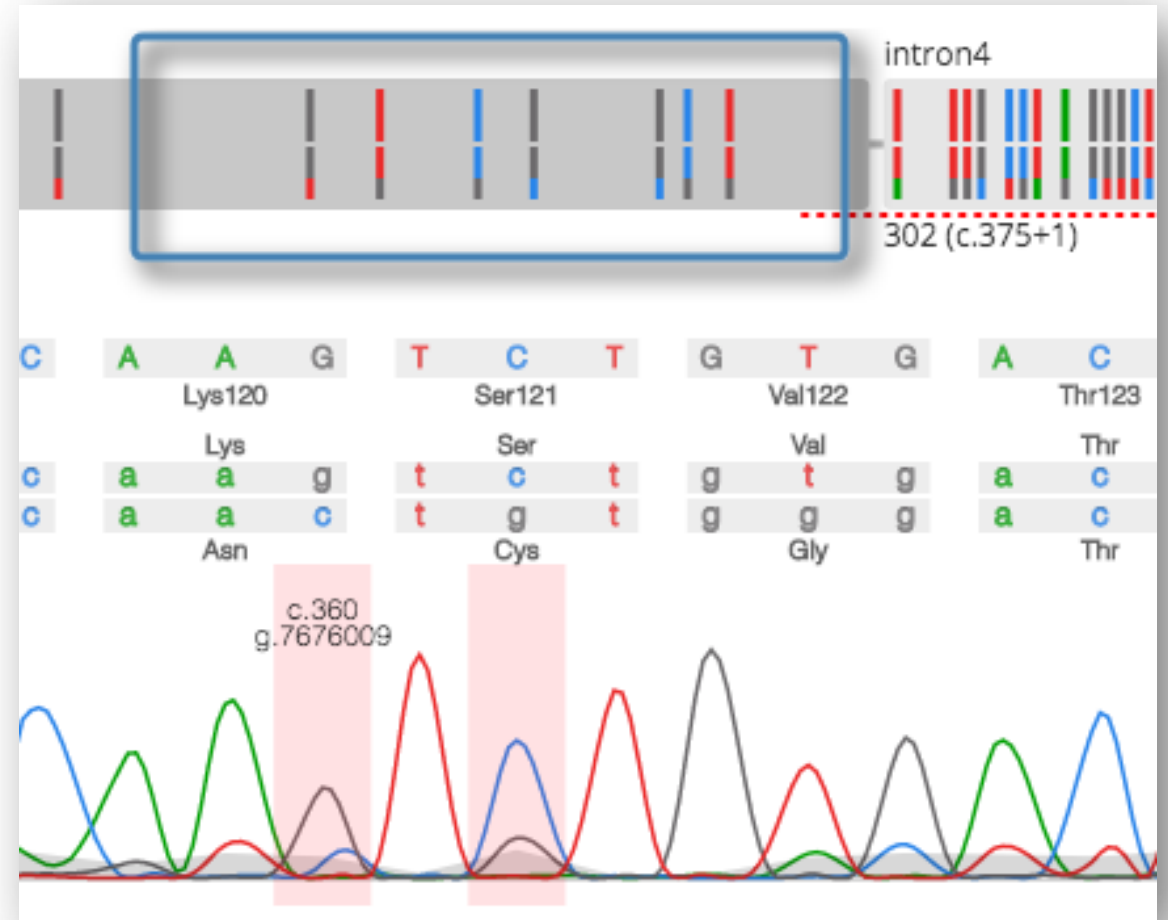 intron4
302 (c.375+1)
C A A G T C T G T G A C
Lys120 Ser121 Val122 Thr123
Lys Ser Val Thr
c a a g t c t g t g a c
c a a c t g t g g g a c
Asn Cys Gly Thr
c.360
g.7676009